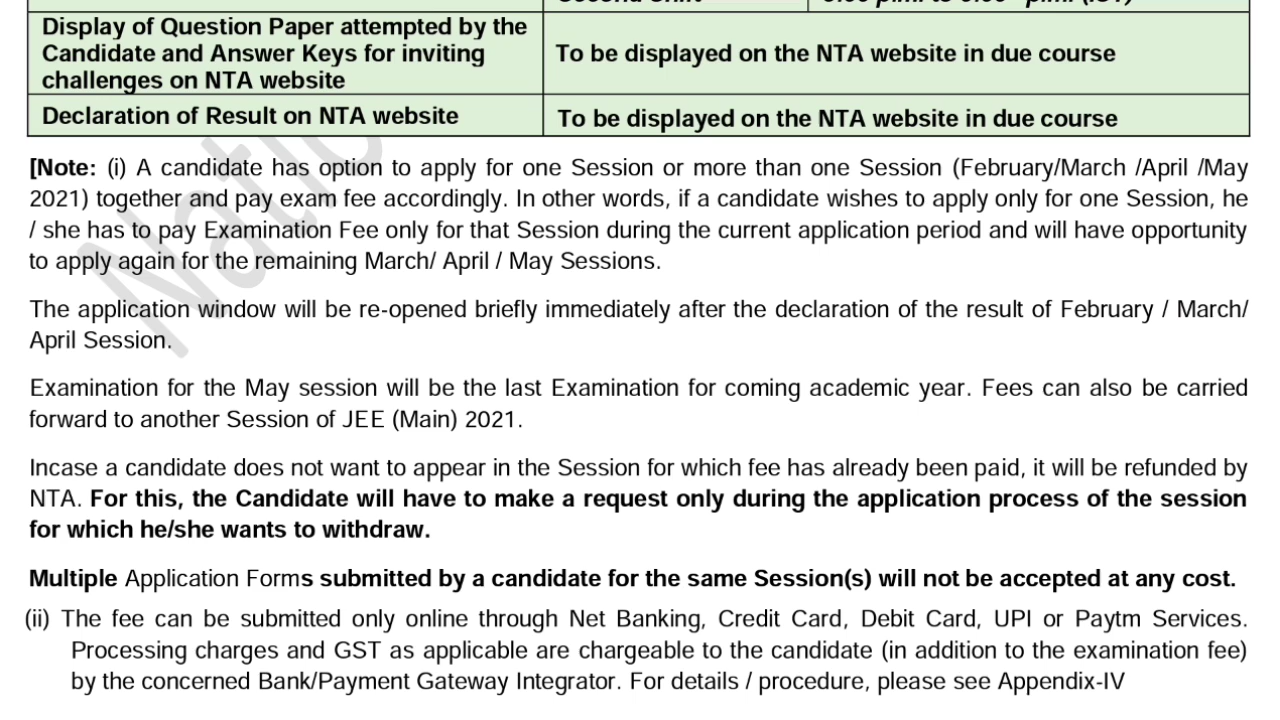 Display of Question Paper attempted by the
Candidate and Answer Keys for inviting
challenges on NTA website
To be displayed on the NTA website in due course
Declaration of Result on NTA website
To be displayed on the NTA website in due course
[Note: (i) A candidate has option to apply for one Session or more than one Session (February/March /April /May
2021) together and pay exam fee accordingly. In other words, if a candidate wishes to apply only for one Session, he
/ she has to pay Examination Fee only for that Session during the current application period and will have opportunity
to apply again for the remaining March/ April / May Sessions.
The application window will be re-opened briefly immediately after the declaration of the result of February / March/
April Session.
Examination for the May session will be the last Examination for coming academic year. Fees can also be carried
forward to another Session of JEE (Main) 2021.
Incase a candidate does not want to appear in the Session for which fee has already been paid, it will be refunded by
NTA. For this, the Candidate will have to make a request only during the application process of the session
for which he/she wants to withdraw.
Multiple Application Forms submitted by a candidate for the same Session(s) will not be accepted at any cost.
(ii) The fee can be submitted only online through Net Banking, Credit Card, Debit Card, UPI or Paytm Services.
Processing charges and GST as applicable are chargeable to the candidate (in addition to the examination fee)
by the concerned Bank/Payment Gateway Integrator. For details / procedure, please see Appendix-IV